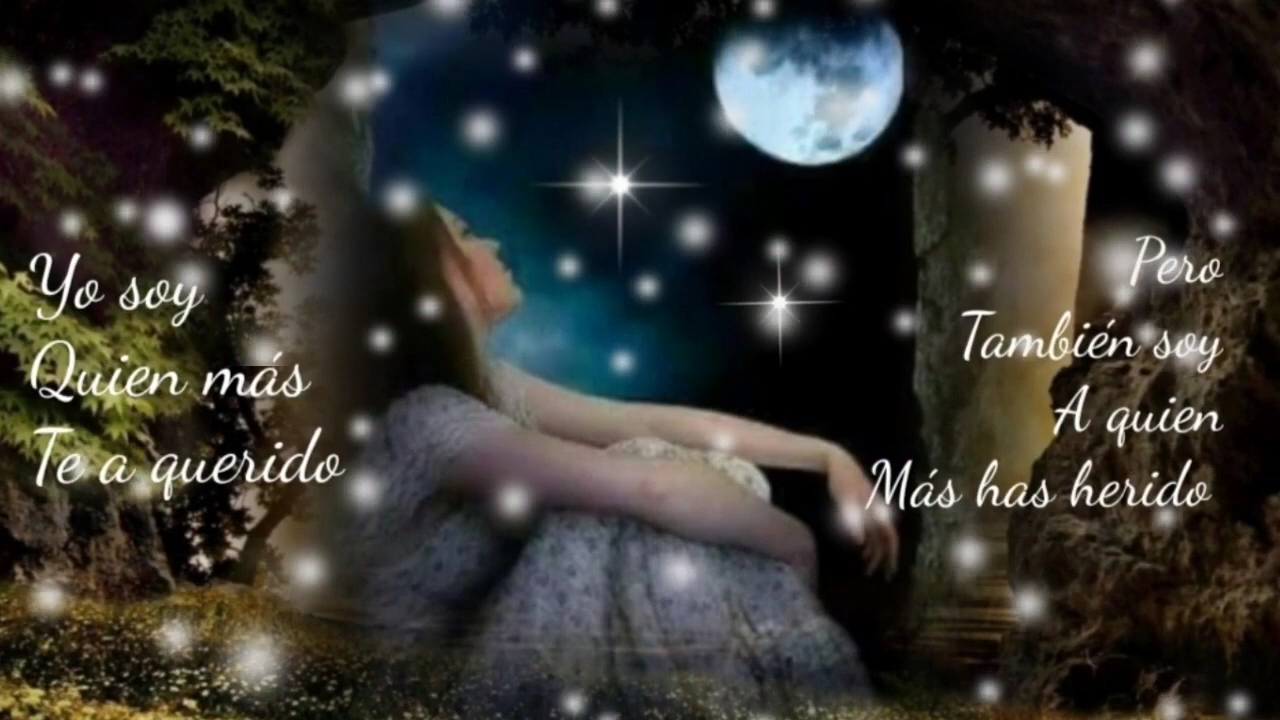 Yo soy
Quien más
Te a querido
Pero
También soy
A quien
Más has herido